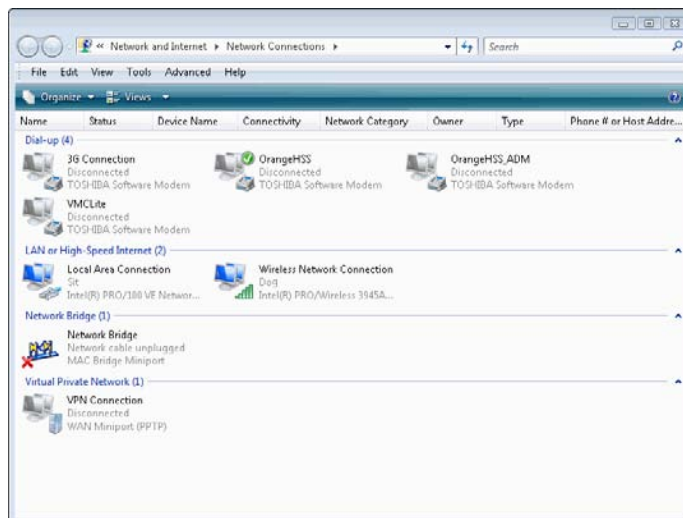 « Network and Internet ▸ Network Connections ▸ Search
File Edit View Tools Advanced Help
Organize Views
Name Status Device Name Connectivity Network Category Owner Type Phone # or Host Addre...
Dial-up (4)
3G Connection
Disconnected
TOSHIBA Software Modem
OrangeHSS
Disconnected
TOSHIBA Software Modem
OrangeHSS_ADM
Disconnected
TOSHIBA Software Modem
VMCLite
Disconnected
TOSHIBA Software Modem
LAN or High-Speed Internet (2)
Local Area Connection
Sit
Intel(R) PRO/100 VE Networ...
Wireless Network Connection
Dog
Intel(R) PRO/Wireless 3945A...
Network Bridge (1)
Network Bridge
Network cable unplugged
MAC Bridge Miniport
Virtual Private Network (1)
VPN Connection
Disconnected
WAN Miniport (PPTP)